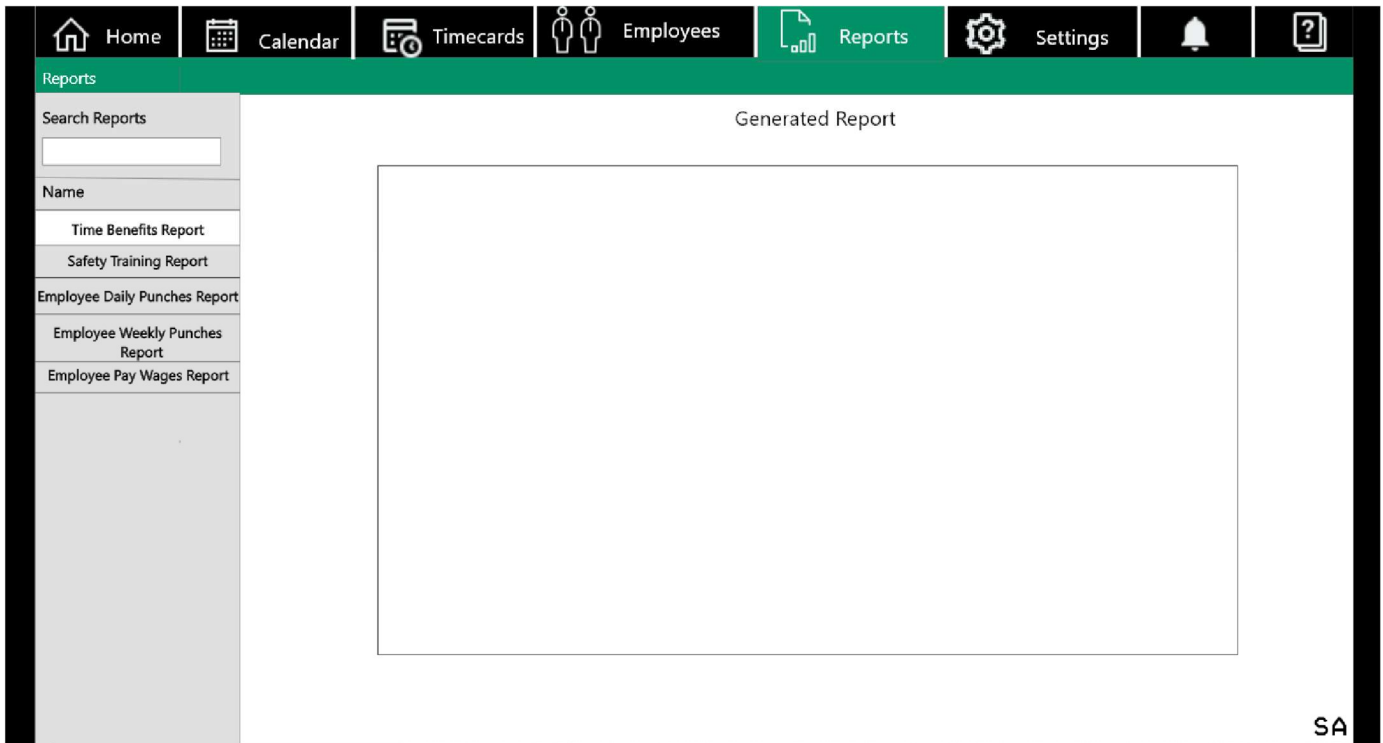 Home
Calendar
Timecards
Employees
Reports
Settings
?
Reports
Search Reports
Generated Report
Name
Time Benefits Report
Safety Training Report
Employee Daily Punches Report
Employee Weekly Punches
Report
Employee Pay Wages Report
SA